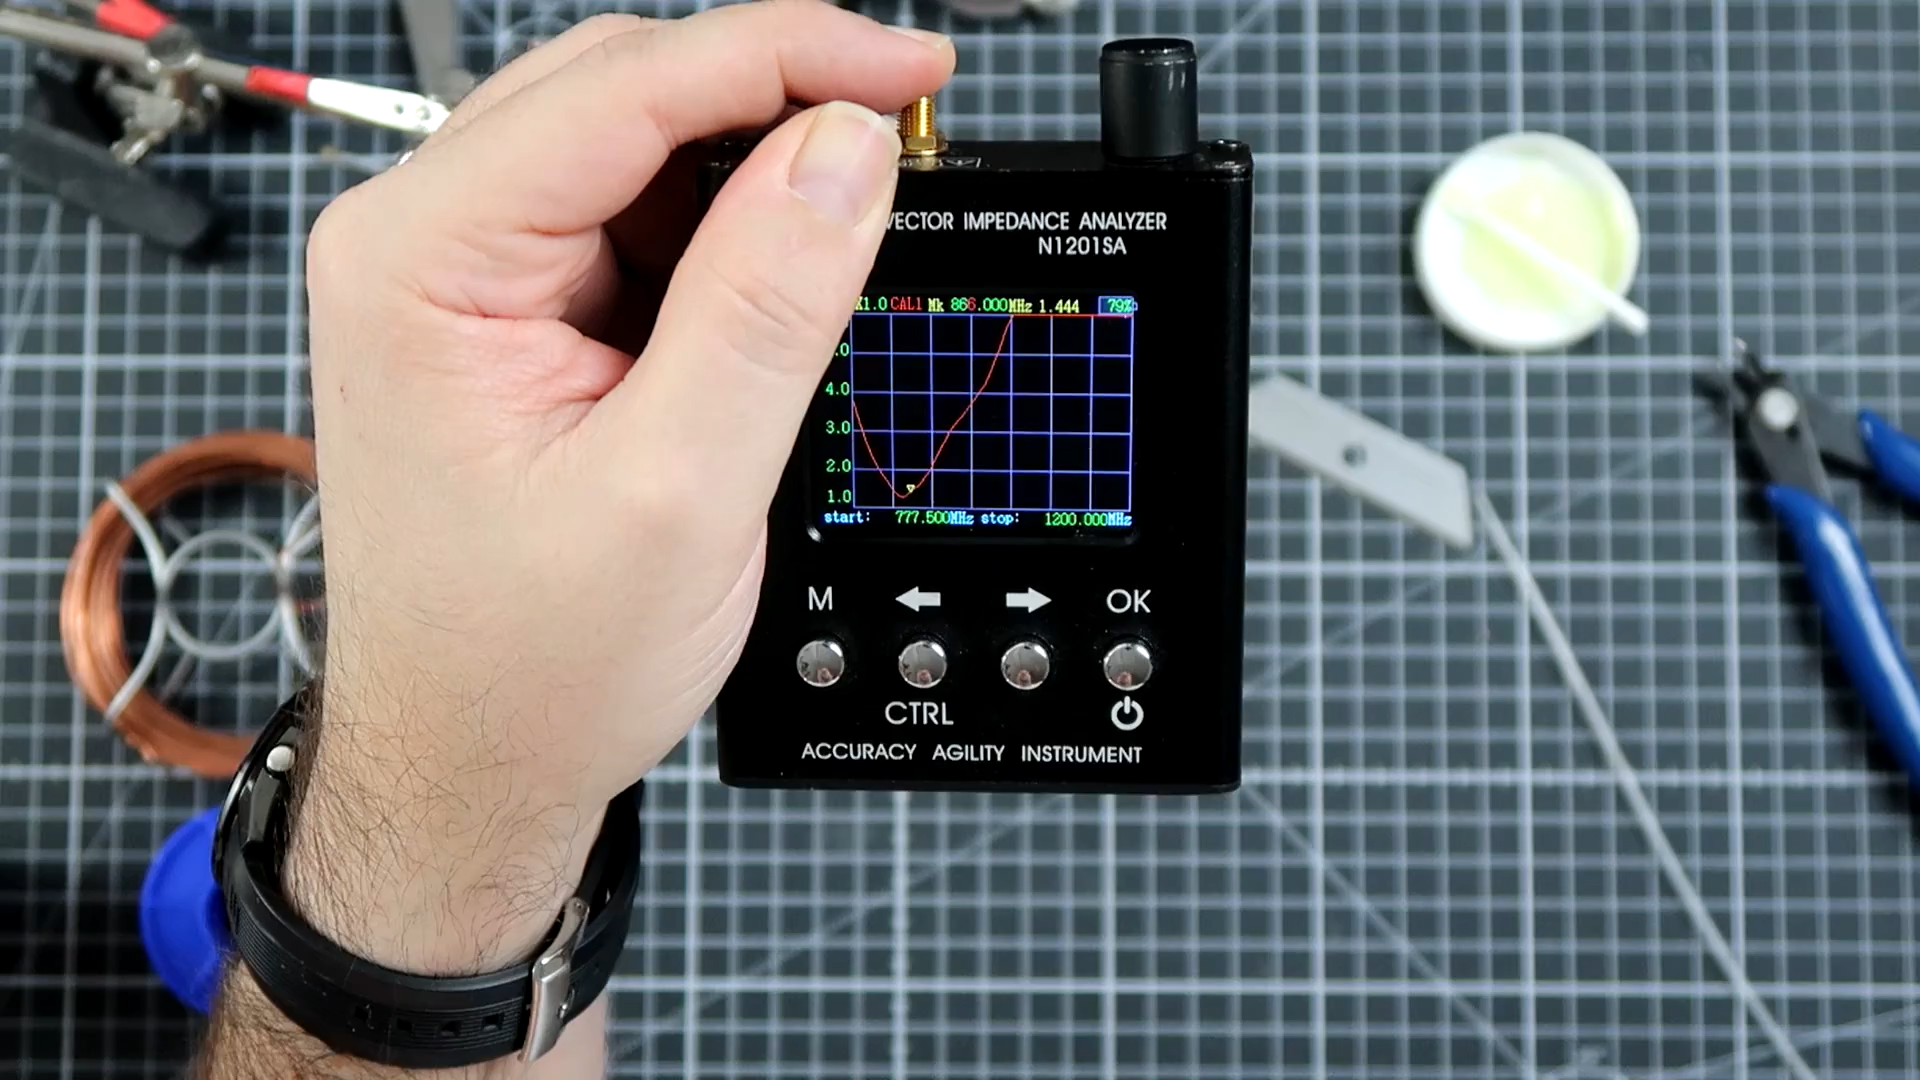 VECTOR IMPEDANCE ANALYZER
N1201SA
X1.0 CAL1 Mk 866.000MHz 1.444 79%
.0
4.0
3.0
2.0
1.0
start: 777.500MHz stop: 1200.000MHz
M OK
CTRL
ACCURACY AGILITY INSTRUMENT